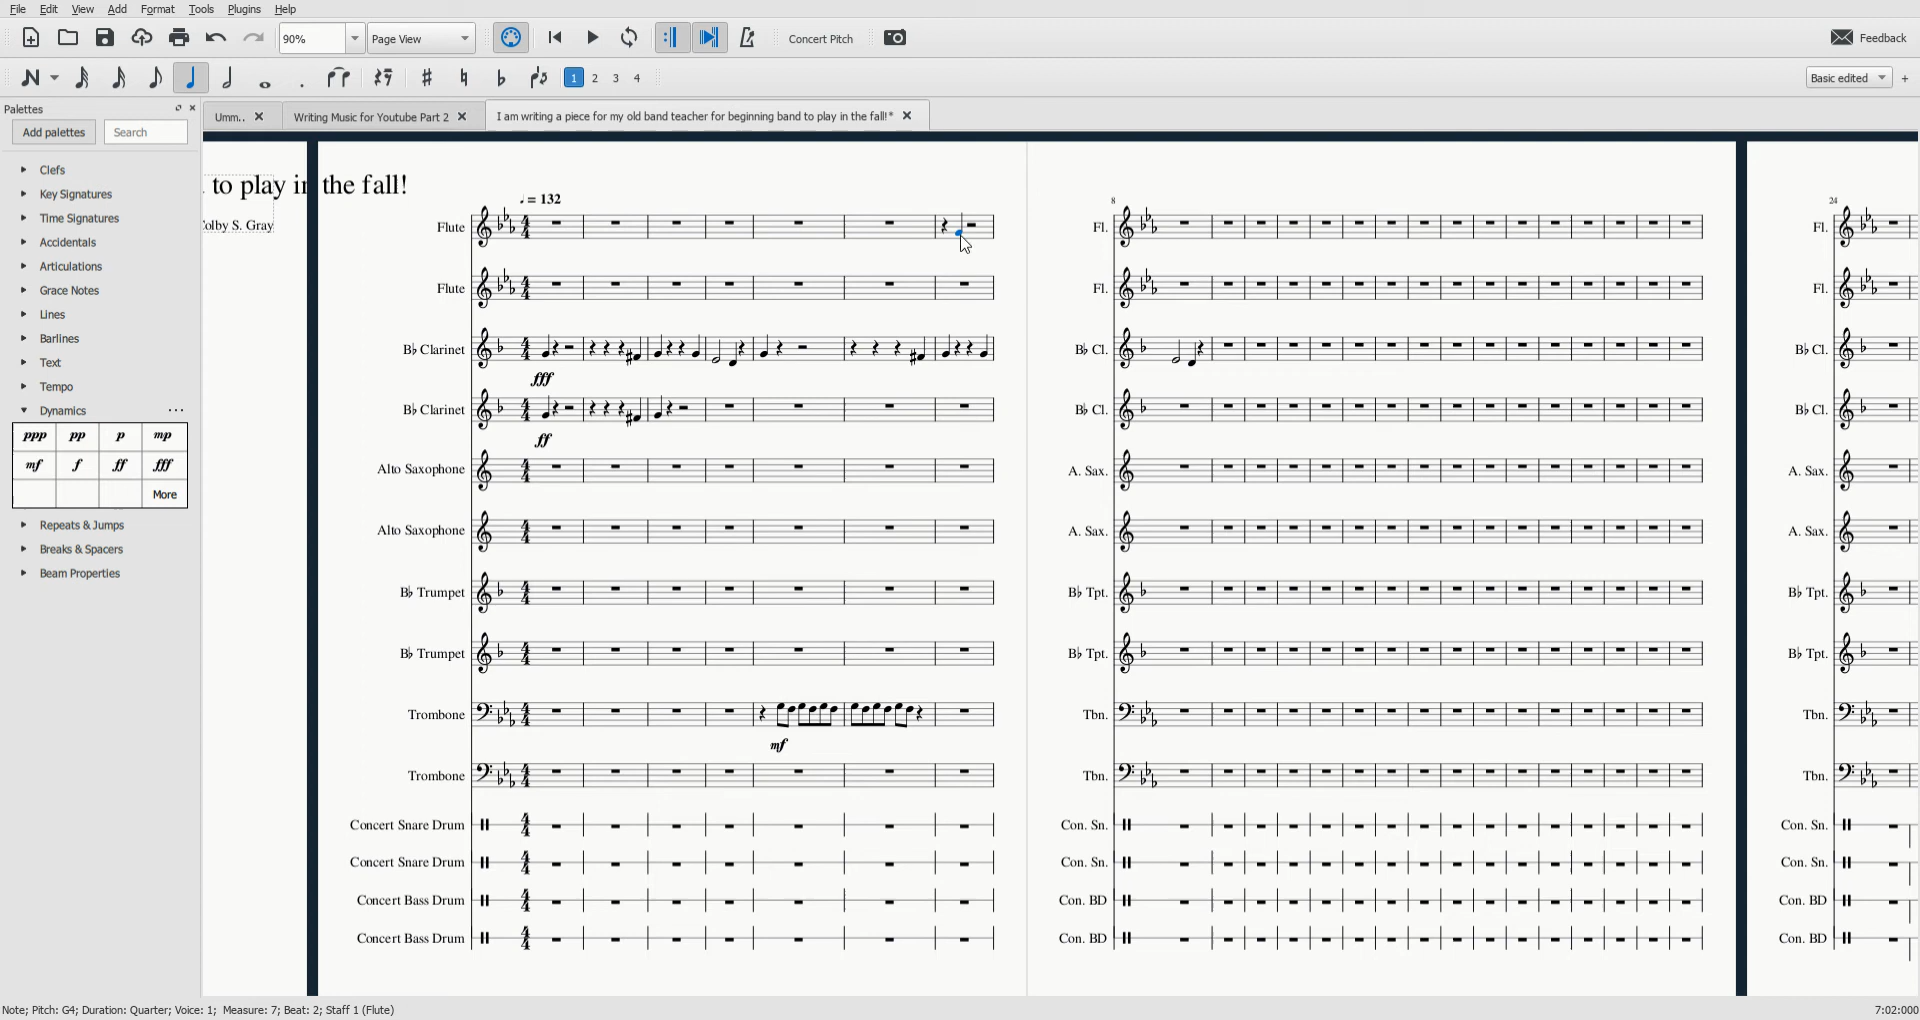 File Edit View Add Format Tools Plugins Help
90% Page View Concert Pitch Feedback
1 2 3 4 Basic edited +
Palettes
Add palettes Search
Umm.. Writing Music for Youtube Part 2 I am writing a piece for my old band teacher for beginning band to play in the fall!*
Clefs
Key Signatures
Time Signatures
Accidentals
Articulations
Grace Notes
Lines
Barlines
Text
Tempo
Dynamics ...
ppp pp p mp
mf f ff fff
More
Repeats & Jumps
Breaks & Spacers
Beam Properties
to play in the fall!
Colby S. Gray
♩ = 132
8
24
Flute Fl. Fl.
Flute Fl. Fl.
B♭ Clarinet B♭ Cl. B♭ Cl.
fff
B♭ Clarinet B♭ Cl. B♭ Cl.
ff
Alto Saxophone A. Sax. A. Sax.
Alto Saxophone A. Sax. A. Sax.
B♭ Trumpet B♭ Tpt. B♭ Tpt.
B♭ Trumpet B♭ Tpt. B♭ Tpt.
Trombone Tbn. Tbn.
mf
Trombone Tbn. Tbn.
Concert Snare Drum Con. Sn. Con. Sn.
Concert Snare Drum Con. Sn. Con. Sn.
Concert Bass Drum Con. BD Con. BD
Concert Bass Drum Con. BD Con. BD
Note; Pitch: G4; Duration: Quarter; Voice: 1; Measure: 7; Beat: 2; Staff 1 (Flute) 7:02:000